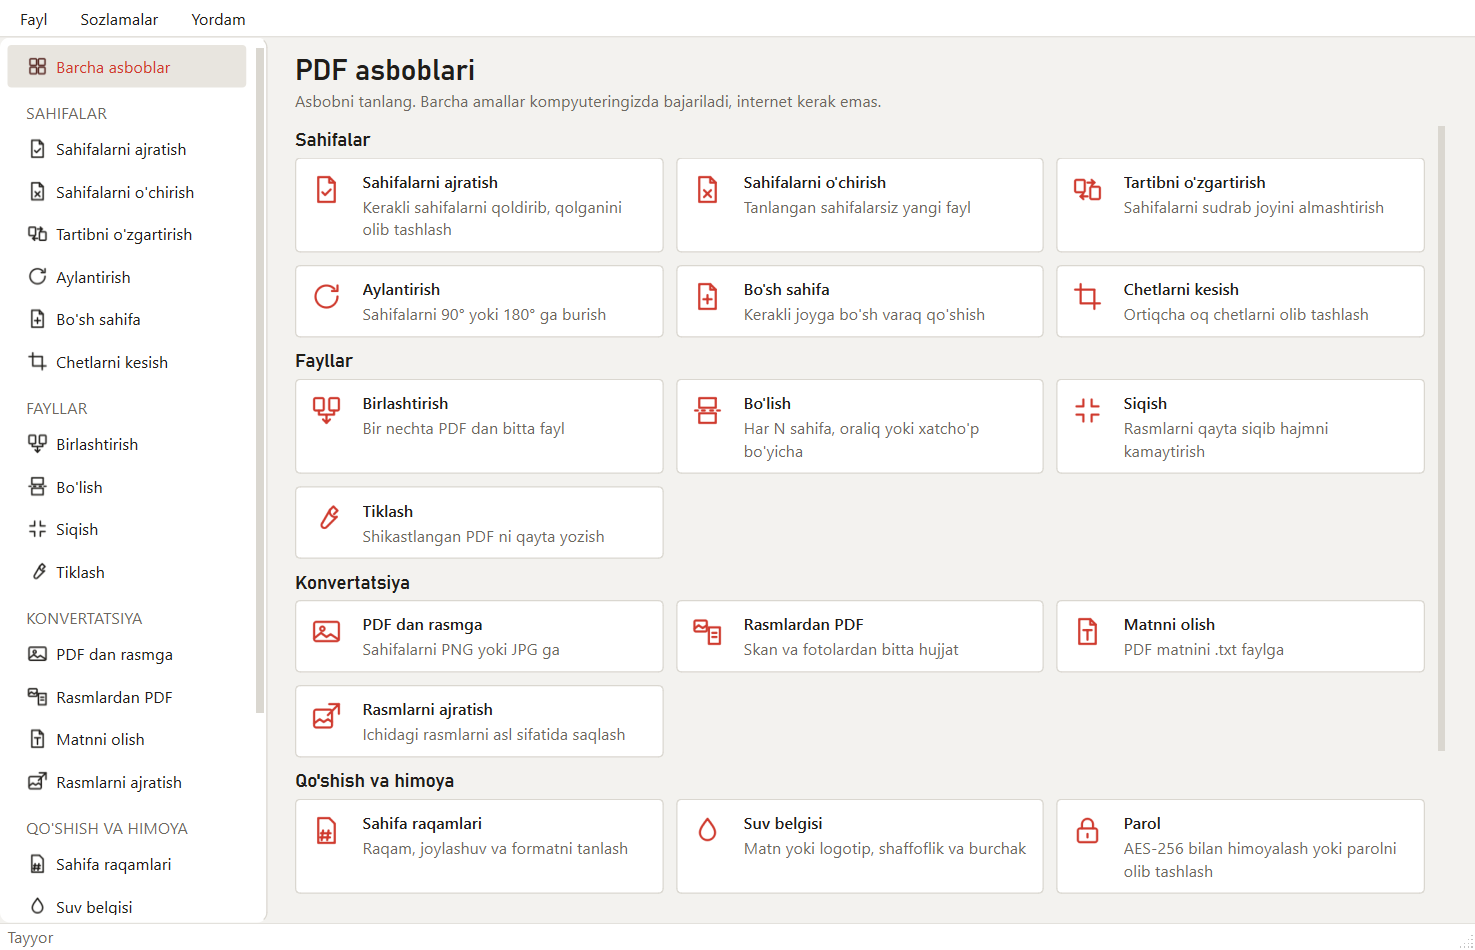 Fayl Sozlamalar Yordam
Barcha asboblar
SAHIFALAR
Sahifalarni ajratish
Sahifalarni o'chirish
Tartibni o'zgartirish
Aylantirish
Bo'sh sahifa
Chetlarni kesish
FAYLLAR
Birlashtirish
Bo'lish
Siqish
Tiklash
KONVERTATSIYA
PDF dan rasmga
Rasmlardan PDF
Matnni olish
Rasmlarni ajratish
QO'SHISH VA HIMOYA
Sahifa raqamlari
Suv belgisi
PDF asboblari
Asbobni tanlang. Barcha amallar kompyuteringizda bajariladi, internet kerak emas.
Sahifalar
Sahifalarni ajratish
Kerakli sahifalarni qoldirib, qolganini
olib tashlash
Sahifalarni o'chirish
Tanlangan sahifalarsiz yangi fayl
Tartibni o'zgartirish
Sahifalarni sudrab joyini almashtirish
Aylantirish
Sahifalarni 90° yoki 180° ga burish
Bo'sh sahifa
Kerakli joyga bo'sh varaq qo'shish
Chetlarni kesish
Ortiqcha oq chetlarni olib tashlash
Fayllar
Birlashtirish
Bir nechta PDF dan bitta fayl
Bo'lish
Har N sahifa, oraliq yoki xatcho'p
bo'yicha
Siqish
Rasmlarni qayta siqib hajmni
kamaytirish
Tiklash
Shikastlangan PDF ni qayta yozish
Konvertatsiya
PDF dan rasmga
Sahifalarni PNG yoki JPG ga
Rasmlardan PDF
Skan va fotolardan bitta hujjat
Matnni olish
PDF matnini .txt faylga
Rasmlarni ajratish
Ichidagi rasmlarni asl sifatida saqlash
Qo'shish va himoya
Sahifa raqamlari
Raqam, joylashuv va formatni tanlash
Suv belgisi
Matn yoki logotip, shaffoflik va burchak
Parol
AES-256 bilan himoyalash yoki parolni
olib tashlash
Tayyor